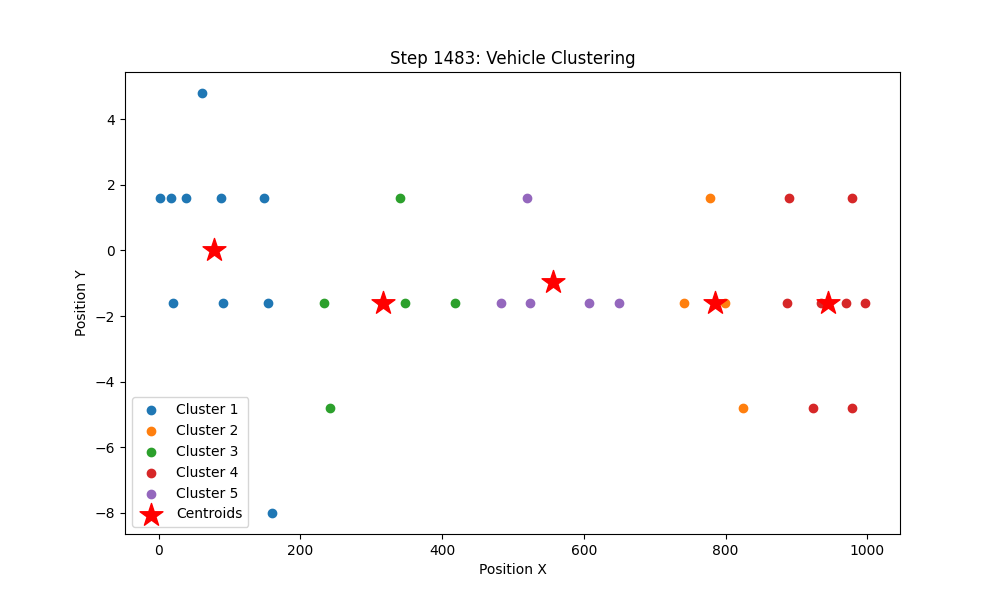 Step 1483: Vehicle Clustering
Position Y
4
2
0
−2
−4
−6
−8
Cluster 1
Cluster 2
Cluster 3
Cluster 4
Cluster 5
Centroids
0 200 400 600 800 1000
Position X